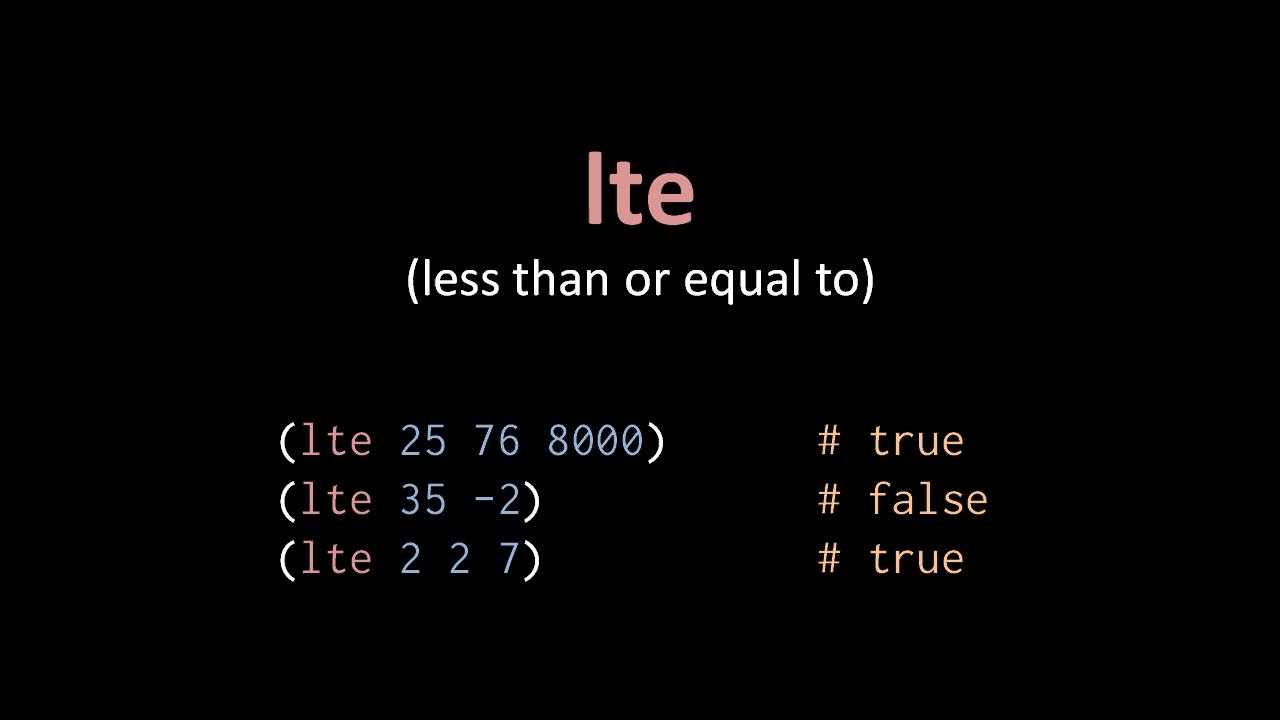 lte
(less than or equal to)
(lte 25 76 8000) # true
(lte 35 -2) # false
(lte 2 2 7) # true